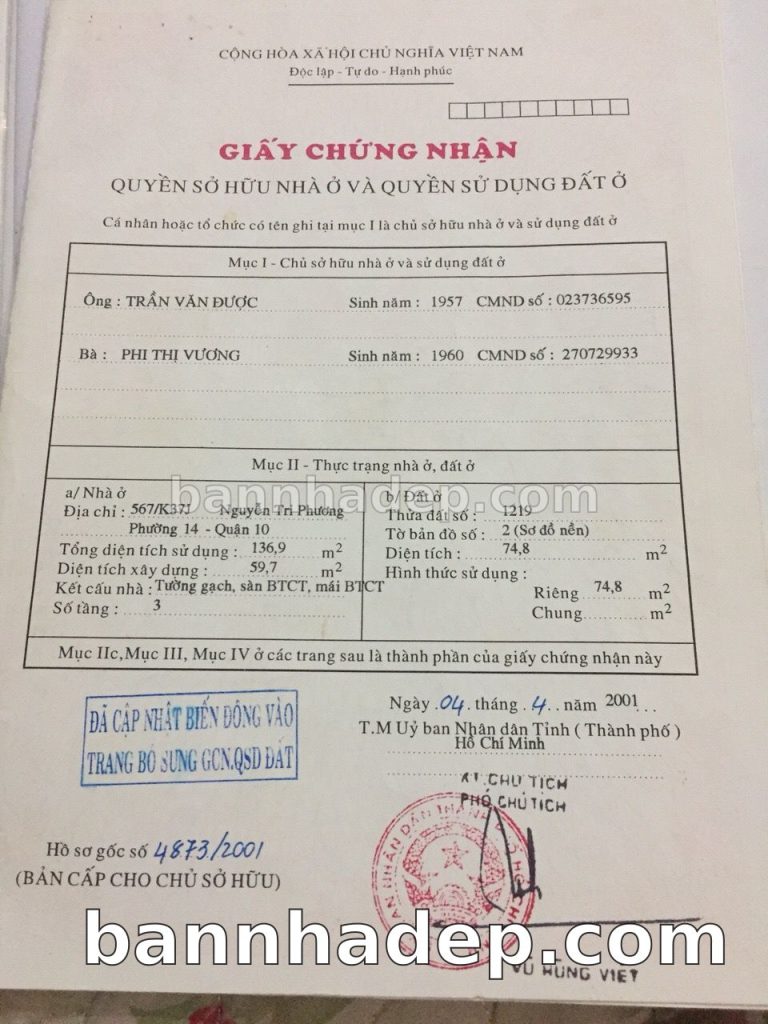 CỘNG HÒA XÃ HỘI CHỦ NGHĨA VIỆT NAM
Độc lập - Tự do - Hạnh phúc
GIẤY CHỨNG NHẬN
QUYỀN SỞ HỮU NHÀ Ở VÀ QUYỀN SỬ DỤNG ĐẤT Ở
Cá nhân hoặc tổ chức có tên ghi tại mục I là chủ sở hữu nhà ở và sử dụng đất ở
Mục I - Chủ sở hữu nhà ở và sử dụng đất ở
Ông : TRẦN VĂN ĐƯỢC Sinh năm : 1957 CMND số : 023736595
Bà : PHI THỊ VƯƠNG Sinh năm : 1960 CMND số : 270729933
Mục II - Thực trạng nhà ở, đất ở
bannhadep.com
a/ Nhà ở
Địa chỉ : 567/K37J Nguyễn Tri Phương
Phường 14 - Quận 10
Tổng diện tích sử dụng : 136,9 m2
Diện tích xây dựng : 59,7 m2
Kết cấu nhà : Tường gạch, sàn BTCT, mái BTCT
Số tầng : 3
b/ Đất ở
Thửa đất số : 1219
Tờ bản đồ số : 2 (Sơ đồ nền)
Diện tích : 74,8 m2
Hình thức sử dụng :
Riêng 74,8 m2
Chung m2
Mục IIc, Mục III, Mục IV ở các trang sau là thành phần của giấy chứng nhận này
ĐÃ CẬP NHẬT BIẾN ĐỘNG VÀO
TRANG BỔ SUNG GCN.QSD ĐẤT
Ngày 04 tháng 4 năm 2001
T.M Uỷ ban Nhân dân Tỉnh ( Thành phố )
Hồ Chí Minh
KT. CHỦ TỊCH
PHÓ CHỦ TỊCH
Hồ sơ gốc số 4873/2001
(BẢN CẤP CHO CHỦ SỞ HỮU)
bannhadep.com
VŨ HÙNG VIỆT